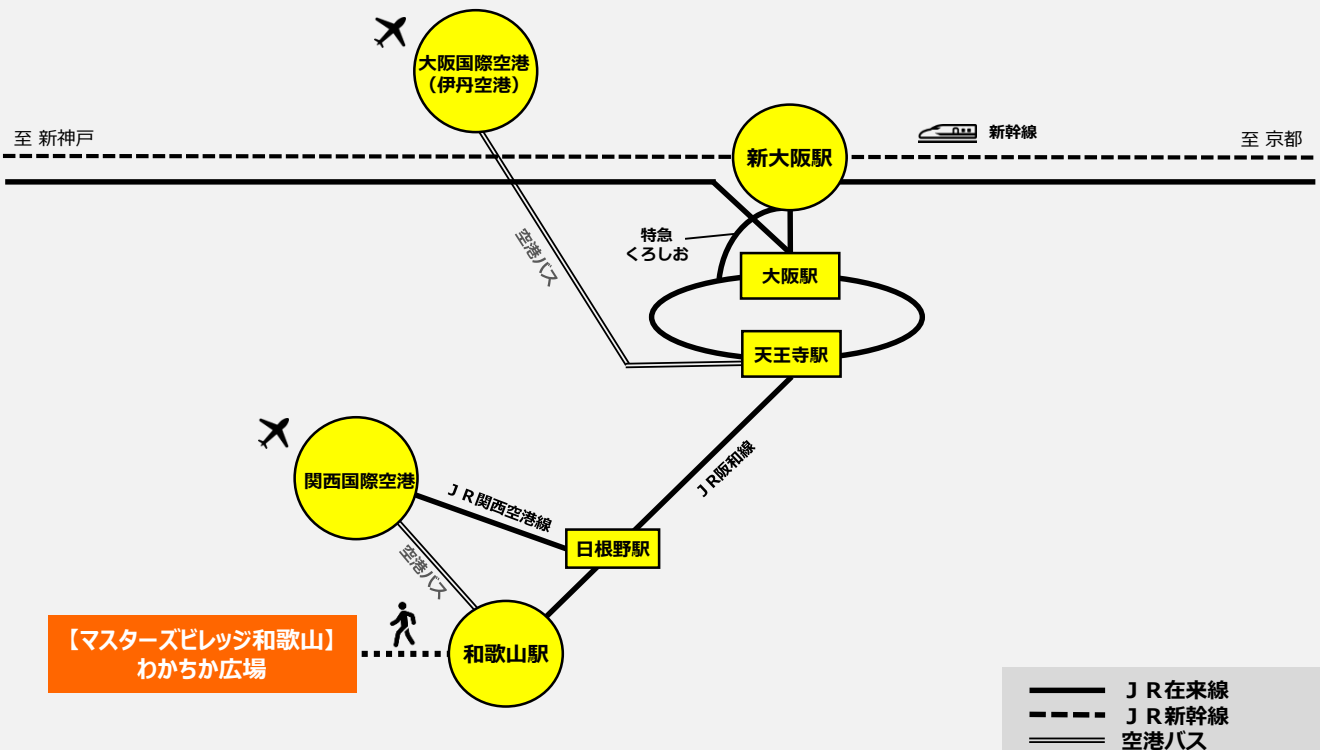 大阪国際空港
（伊丹空港）
至 新神戸
新大阪駅
新幹線
至 京都
特急
くろしお
空港バス
大阪駅
天王寺駅
ＪＲ阪和線
関西国際空港
ＪＲ関西空港線
日根野駅
空港バス
【マスターズビレッジ和歌山】
わかちか広場
和歌山駅
ＪＲ在来線
ＪＲ新幹線
空港バス